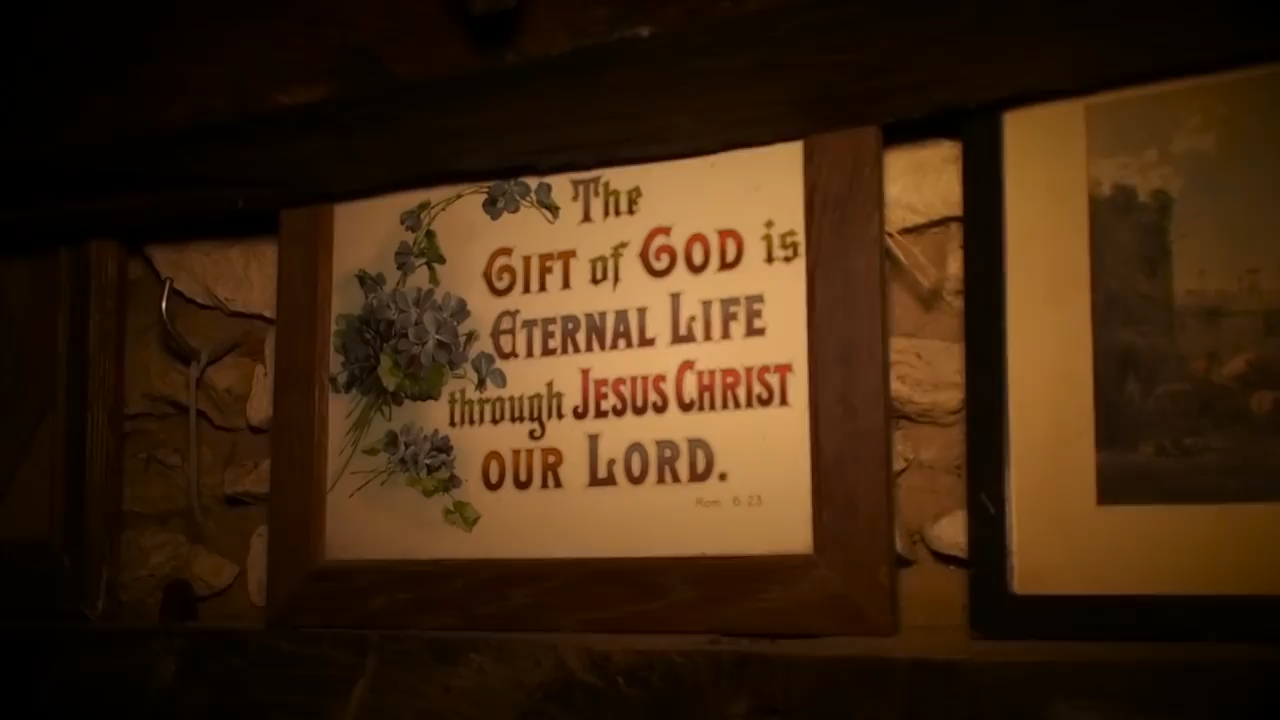 The
GIFT of GOD is
ETERNAL LIFE
through JESUS CHRIST
OUR LORD.
Rom. 6 23